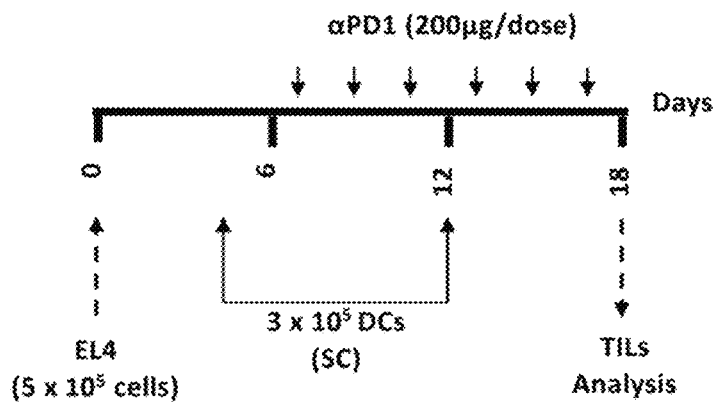 αPD1 (200μg/dose)
Days
0
6
12
18
3 x 10⁵ DCs
(SC)
EL4
(5 x 10⁵ cells)
TILs
Analysis